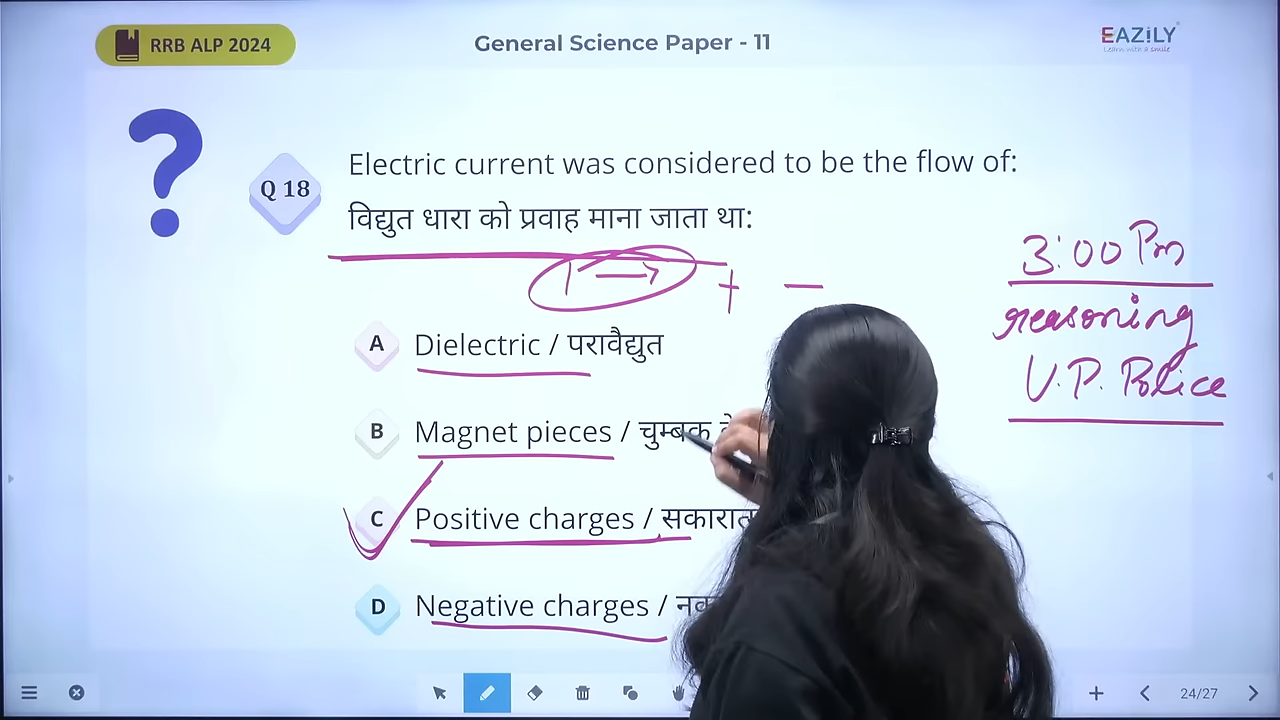 RRB ALP 2024
General Science Paper - 11
EAZILY
Learn with a smile
Q 18
Electric current was considered to be the flow of:
विद्युत धारा को प्रवाह माना जाता था:
3:00 Pm
reasoning
U.P. Police
+ -
A Dielectric / परावैद्युत
B Magnet pieces / चुम्बक
C Positive charges /
D Negative charges /
24/27